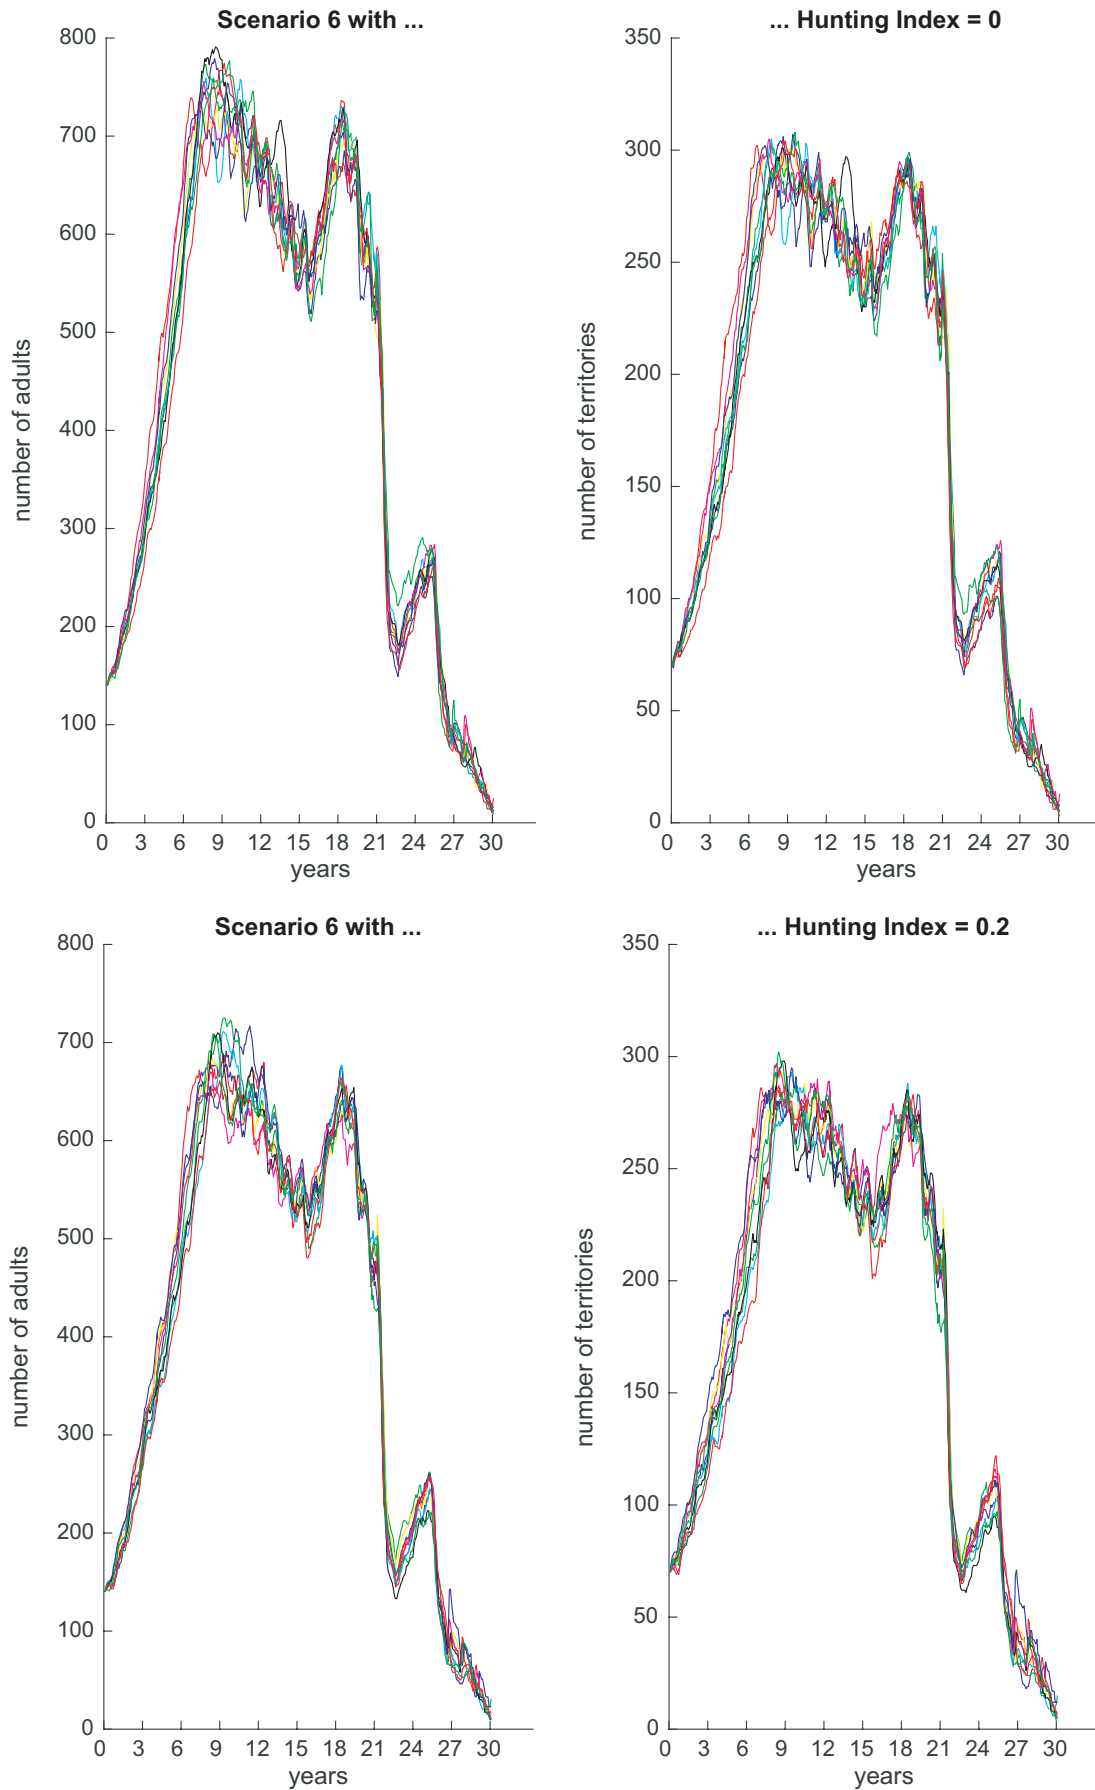 Scenario 6 with ...
800
700
600
500
400
300
200
100
0
number of adults
0 3 6 9 12 15 18 21 24 27 30
years
... Hunting Index = 0
350
300
250
200
150
100
50
0
number of territories
0 3 6 9 12 15 18 21 24 27 30
years
Scenario 6 with ...
800
700
600
500
400
300
200
100
0
number of adults
0 3 6 9 12 15 18 21 24 27 30
years
... Hunting Index = 0.2
350
300
250
200
150
100
50
0
number of territories
0 3 6 9 12 15 18 21 24 27 30
years